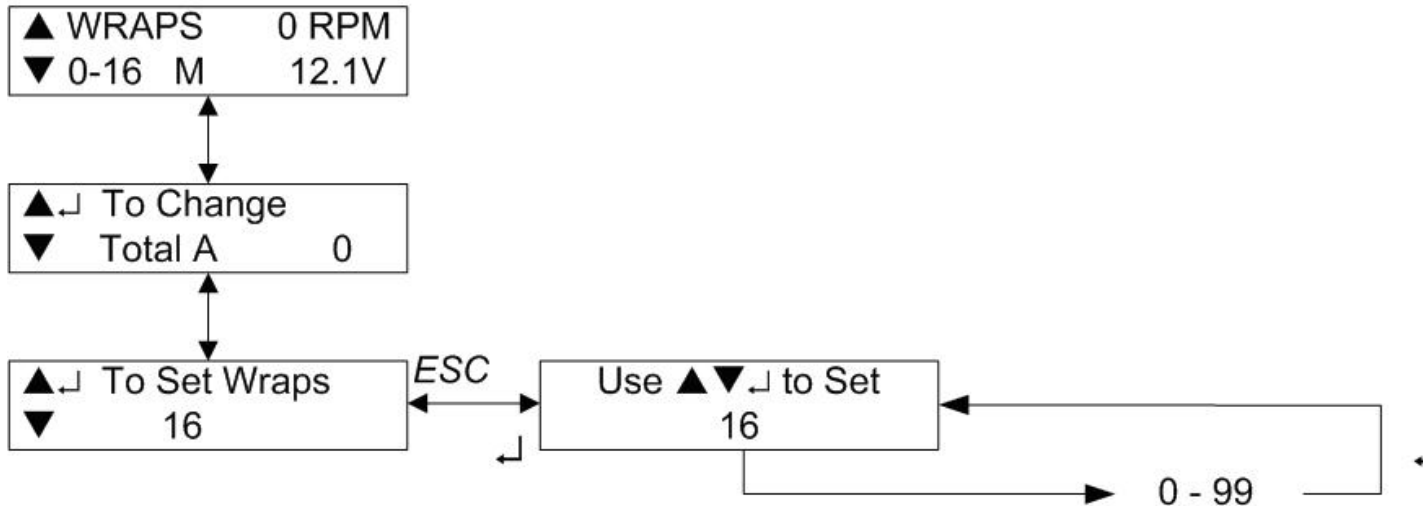 ▲ WRAPS 0 RPM
▼ 0-16 M 12.1V
▲↵ To Change
▼ Total A 0
▲↵ To Set Wraps
▼ 16
ESC
↵
Use ▲▼↵ to Set
16
0 - 99